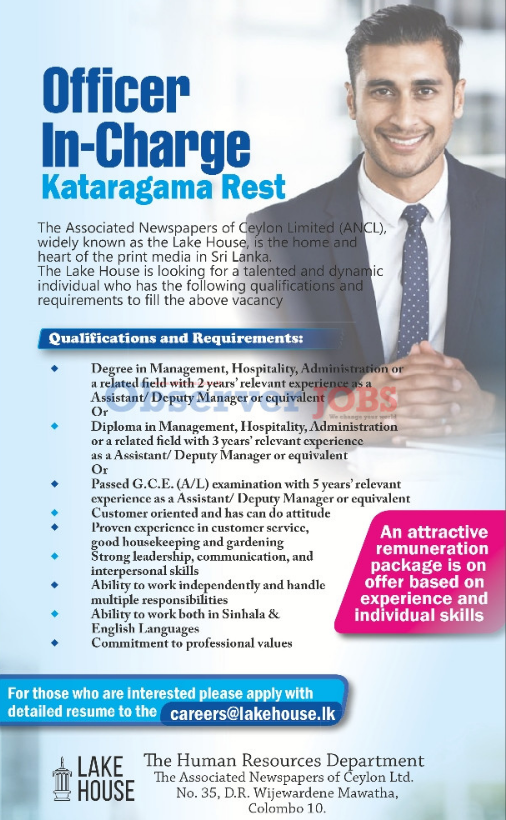 Officer
In-Charge
Kataragama Rest
The Associated Newspapers of Ceylon Limited (ANCL),
widely known as the Lake House, is the home and
heart of the print media in Sri Lanka.
The Lake House is looking for a talented and dynamic
individual who has the following qualifications and
requirements to fill the above vacancy
Qualifications and Requirements:
Degree in Management, Hospitality, Administration or
a related field with 2 years' relevant experience as a
Assistant/ Deputy Manager or equivalent
Or
Diploma in Management, Hospitality, Administration
or a related field with 3 years' relevant experience
as a Assistant/ Deputy Manager or equivalent
Or
Passed G.C.E. (A/L) examination with 5 years' relevant
experience as a Assistant/ Deputy Manager or equivalent
Customer oriented and has can do attitude
Proven experience in customer service,
good housekeeping and gardening
Strong leadership, communication, and
interpersonal skills
Ability to work independently and handle
multiple responsibilities
Ability to work both in Sinhala &
English Languages
Commitment to professional values
Observer JOBS
We change your world
An attractive
remuneration
package is on
offer based on
experience and
individual skills
For those who are interested please apply with
detailed resume to the careers@lakehouse.lk
LAKE
HOUSE
The Human Resources Department
The Associated Newspapers of Ceylon Ltd.
No. 35, D.R. Wijewardene Mawatha,
Colombo 10.